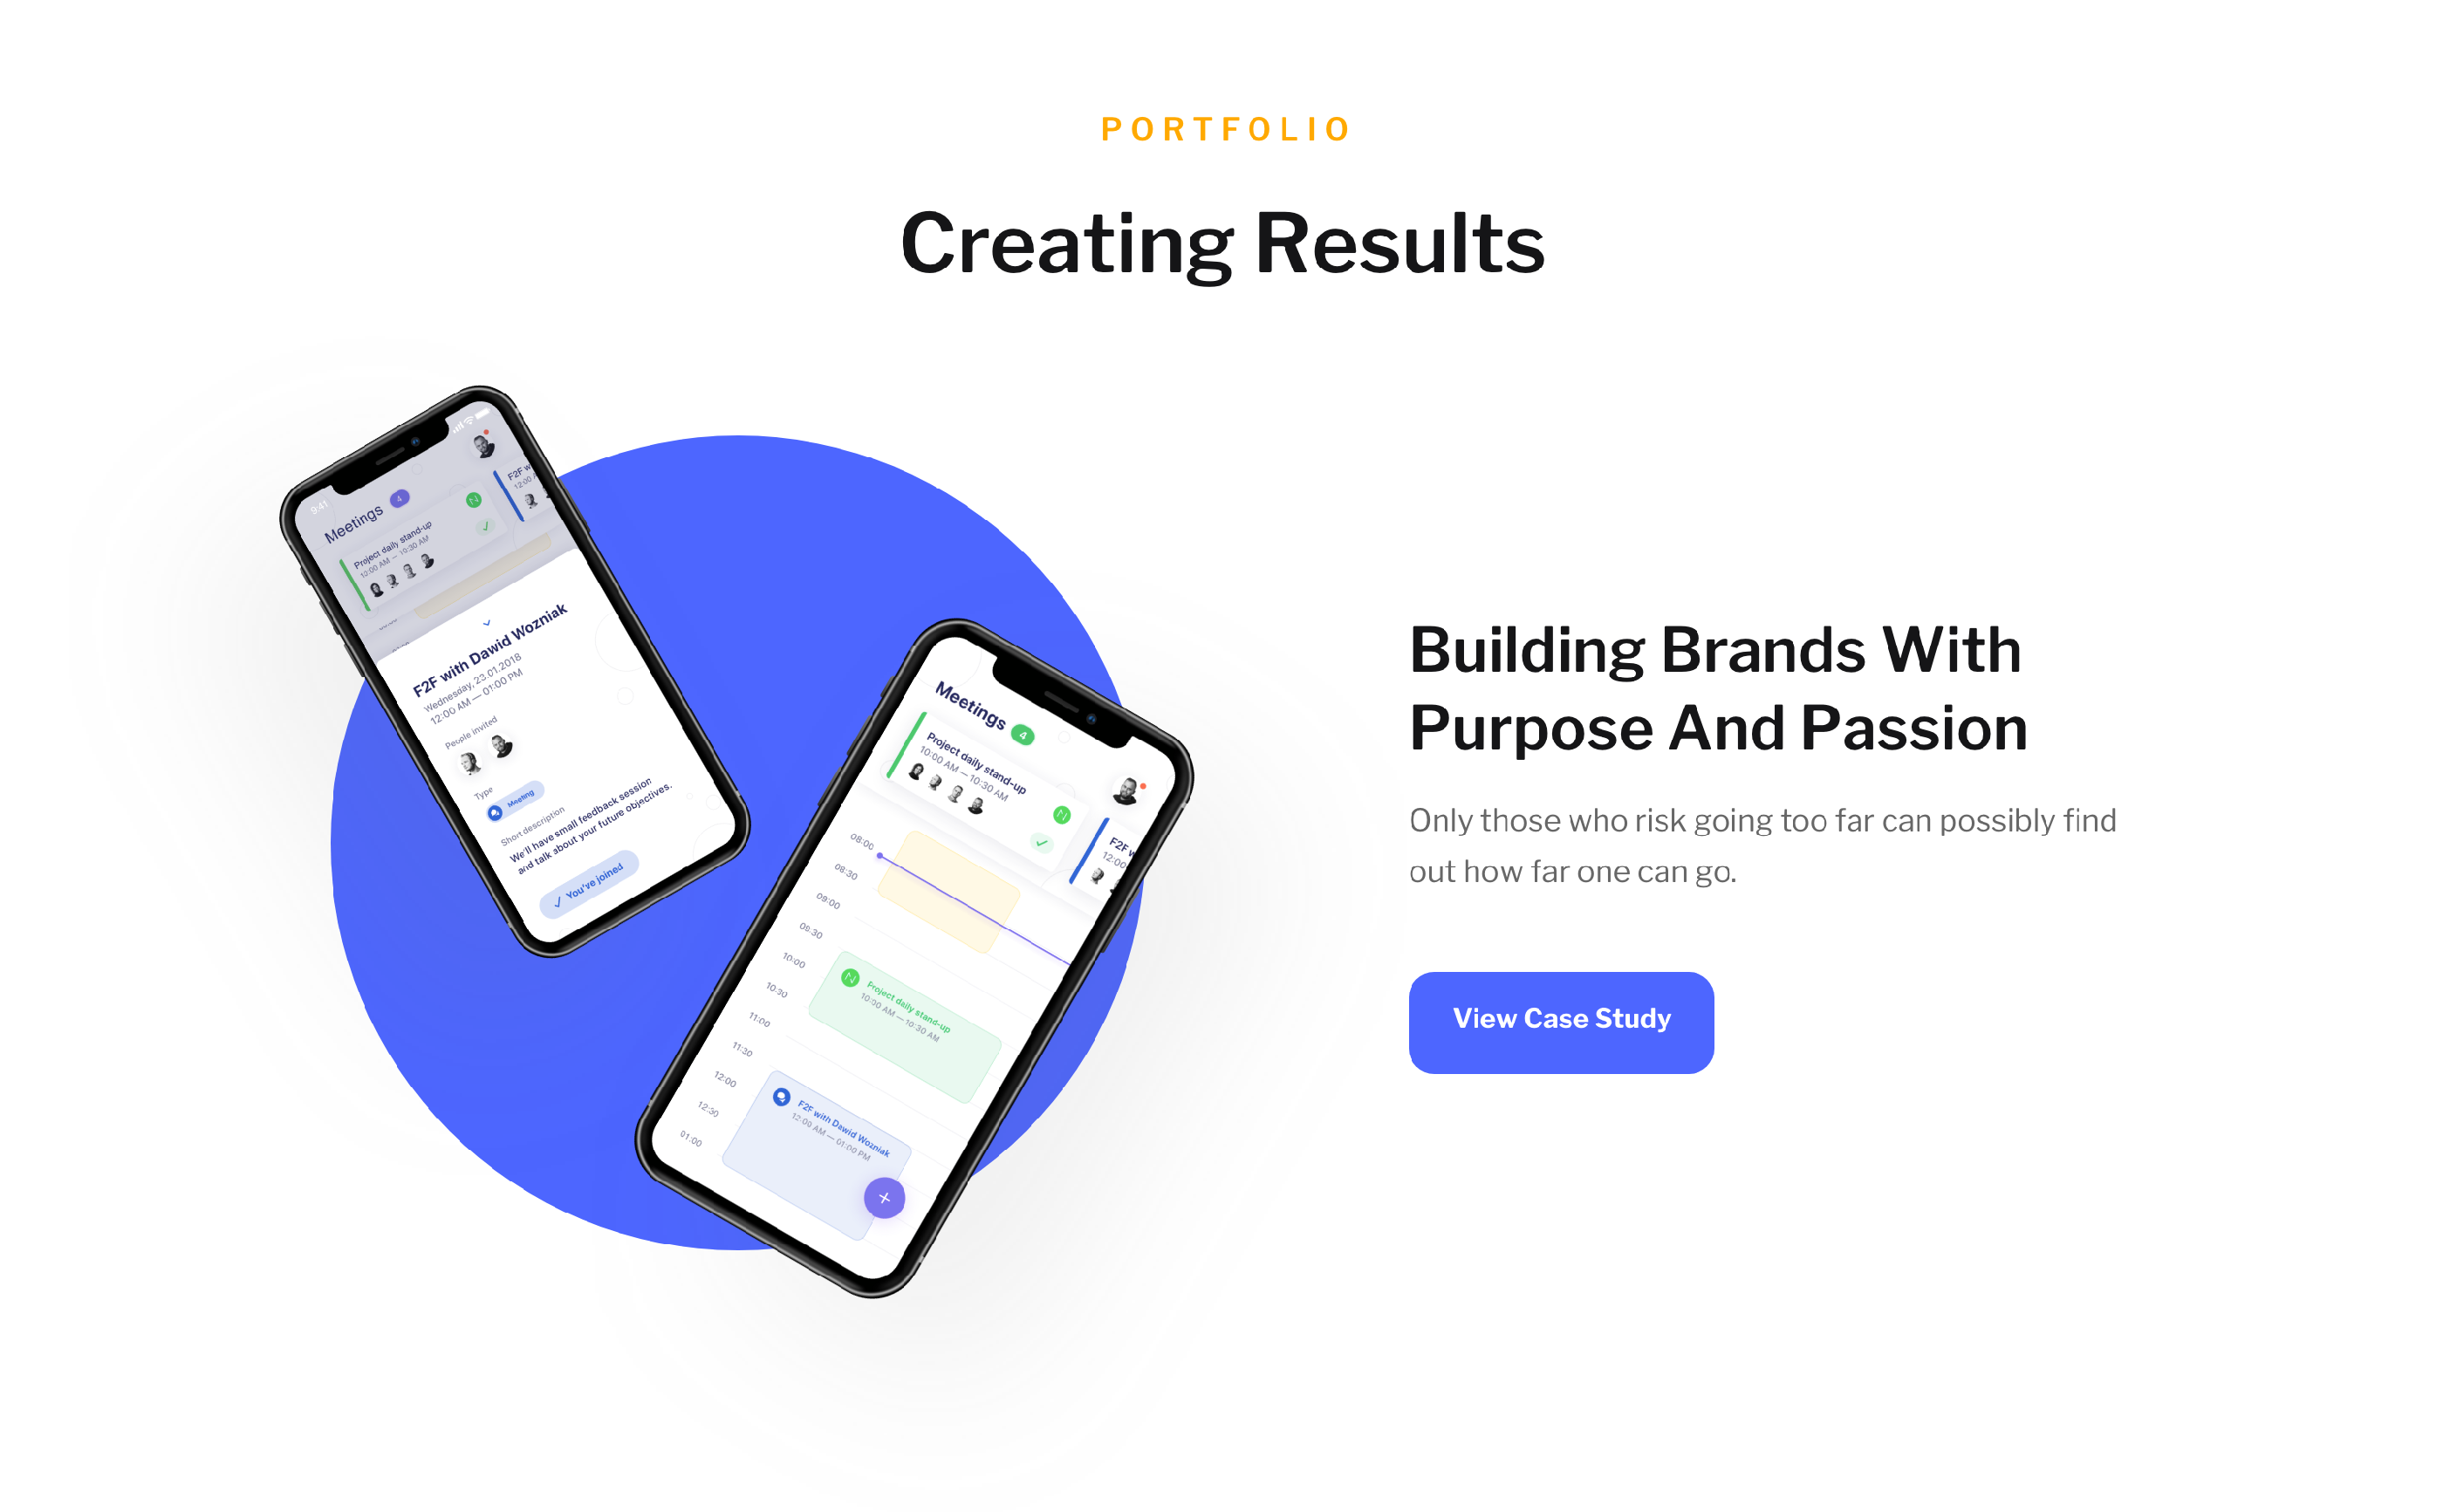 PORTFOLIO
Creating Results
9:41
Meetings 4
Project daily stand-up
12:00 AM — 10:30 AM
F2F w
12:00 A
F2F with Dawid Wozniak
Wednesday, 23.01.2018
12:00 AM — 01:00 PM
People invited
Type
Meeting
Short description
We'll have small feedback session
and talk about your future objectives.
You've joined
Meetings 4
Project daily stand-up
10:00 AM — 10:30 AM
F2F w
12:00
08:00
08:30
09:00
09:30
10:00
Project daily stand-up
10:00 AM — 10:30 AM
10:30
11:00
11:30
12:00
F2F with Dawid Wozniak
12:00 AM — 01:00 PM
12:30
01:00
Building Brands With
Purpose And Passion
Only those who risk going too far can possibly find
out how far one can go.
View Case Study